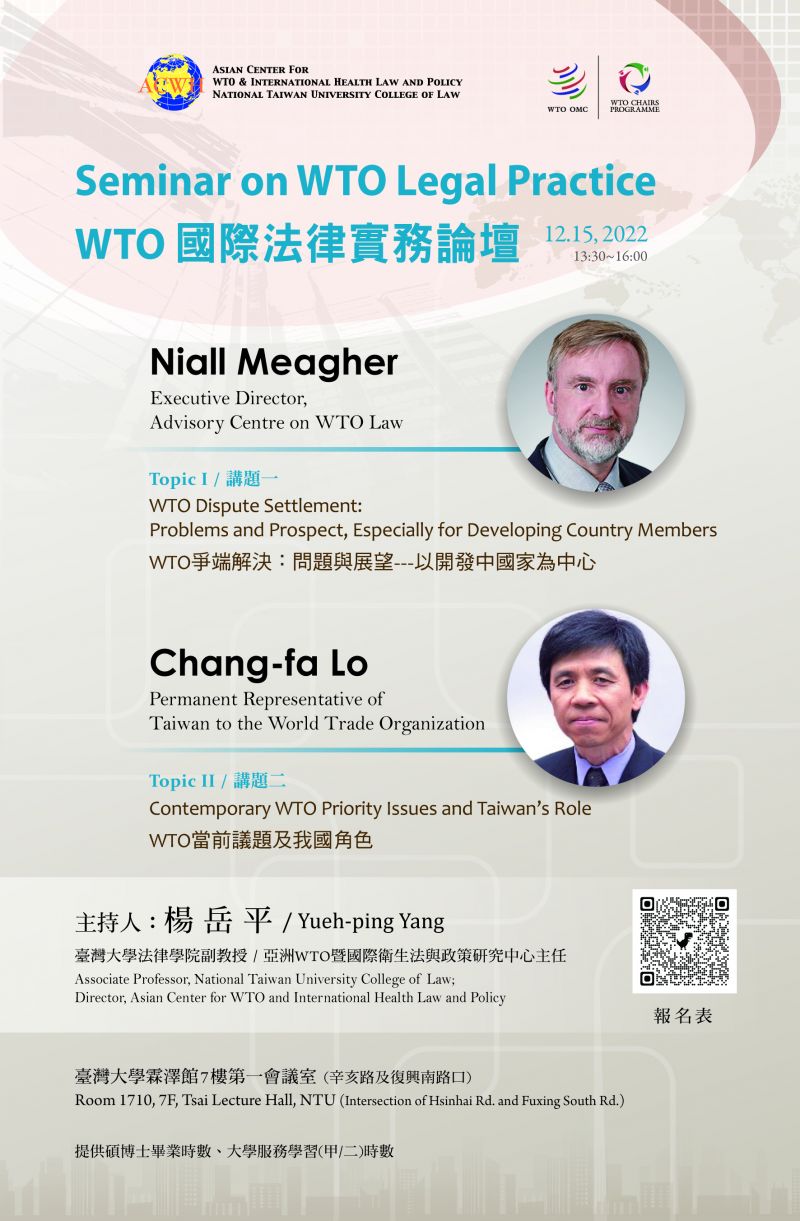 ACWH
ASIAN CENTER FOR
WTO & INTERNATIONAL HEALTH LAW AND POLICY
NATIONAL TAIWAN UNIVERSITY COLLEGE OF LAW
WTO OMC
WTO CHAIRS
PROGRAMME
Seminar on WTO Legal Practice
WTO 國際法律實務論壇
12.15, 2022
13:30~16:00
Niall Meagher
Executive Director,
Advisory Centre on WTO Law
Topic I / 講題一
WTO Dispute Settlement:
Problems and Prospect, Especially for Developing Country Members
WTO爭端解決：問題與展望---以開發中國家為中心
Chang-fa Lo
Permanent Representative of
Taiwan to the World Trade Organization
Topic II / 講題二
Contemporary WTO Priority Issues and Taiwan's Role
WTO當前議題及我國角色
主持人：楊 岳 平 / Yueh-ping Yang
臺灣大學法律學院副教授 / 亞洲WTO暨國際衛生法與政策研究中心主任
Associate Professor, National Taiwan University College of Law;
Director, Asian Center for WTO and International Health Law and Policy
報名表
臺灣大學霖澤館7樓第一會議室（辛亥路及復興南路口）
Room 1710, 7F, Tsai Lecture Hall, NTU (Intersection of Hsinhai Rd. and Fuxing South Rd.)
提供碩博士畢業時數、大學服務學習(甲/二)時數